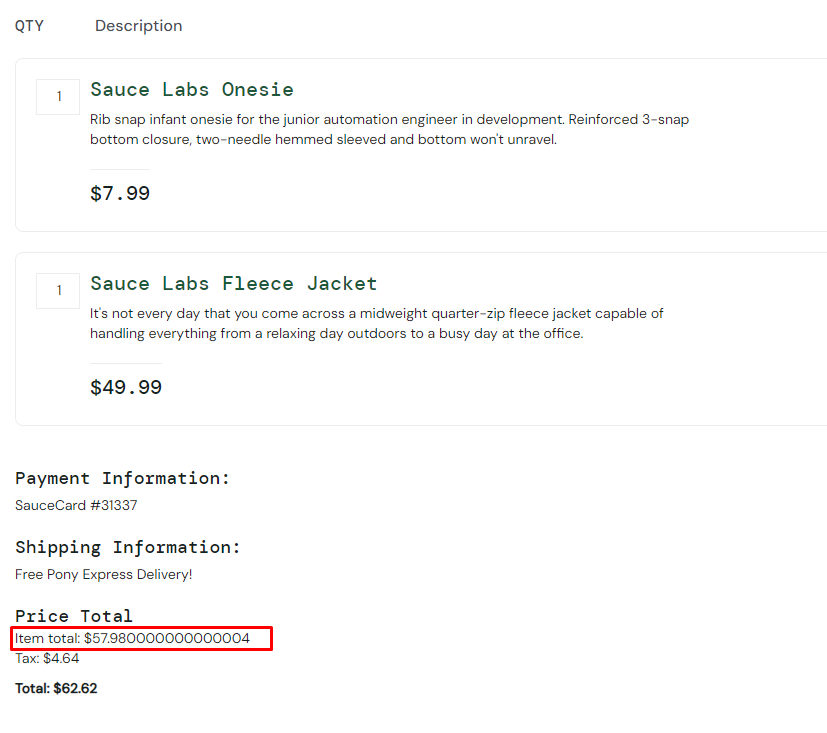 QTY Description
1 Sauce Labs Onesie
Rib snap infant onesie for the junior automation engineer in development. Reinforced 3-snap
bottom closure, two-needle hemmed sleeved and bottom won't unravel.
$7.99
1 Sauce Labs Fleece Jacket
It's not every day that you come across a midweight quarter-zip fleece jacket capable of
handling everything from a relaxing day outdoors to a busy day at the office.
$49.99
Payment Information:
SauceCard #31337
Shipping Information:
Free Pony Express Delivery!
Price Total
Item total: $57.980000000000004
Tax: $4.64
Total: $62.62